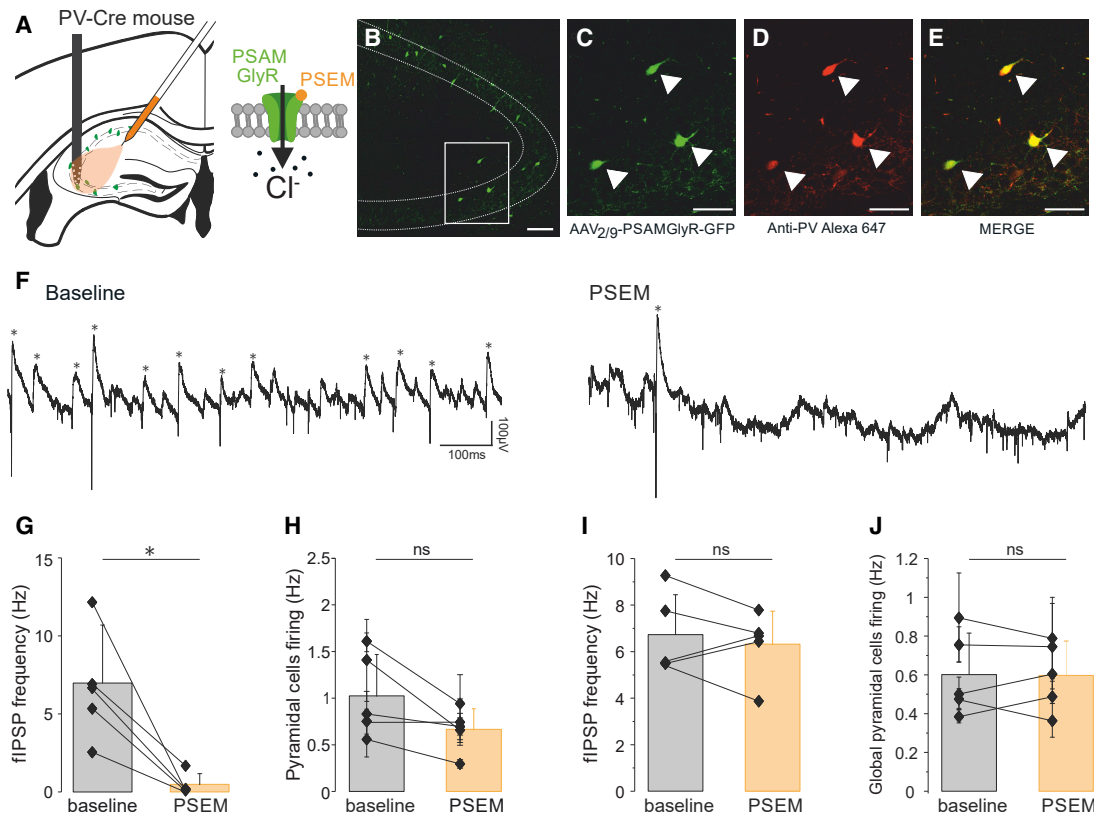 A
PV-Cre mouse
PSAM
GlyR
PSEM
Cl-
B
C
D
E
AAV2/9-PSAMGlyR-GFP
Anti-PV Alexa 647
MERGE
F
Baseline
PSEM
* * * * * * * * * * * *
*
100µV
100ms
G
H
I
J
fIPSP frequency (Hz)
15
10
5
0
*
baseline
PSEM
Pyramidal cells firing (Hz)
2.5
2
1.5
1
0.5
0
ns
baseline
PSEM
fIPSP frequency (Hz)
10
8
6
4
2
0
ns
baseline
PSEM
Global pyramidal cells firing (Hz)
1.2
1
0.8
0.6
0.4
0.2
0
ns
baseline
PSEM